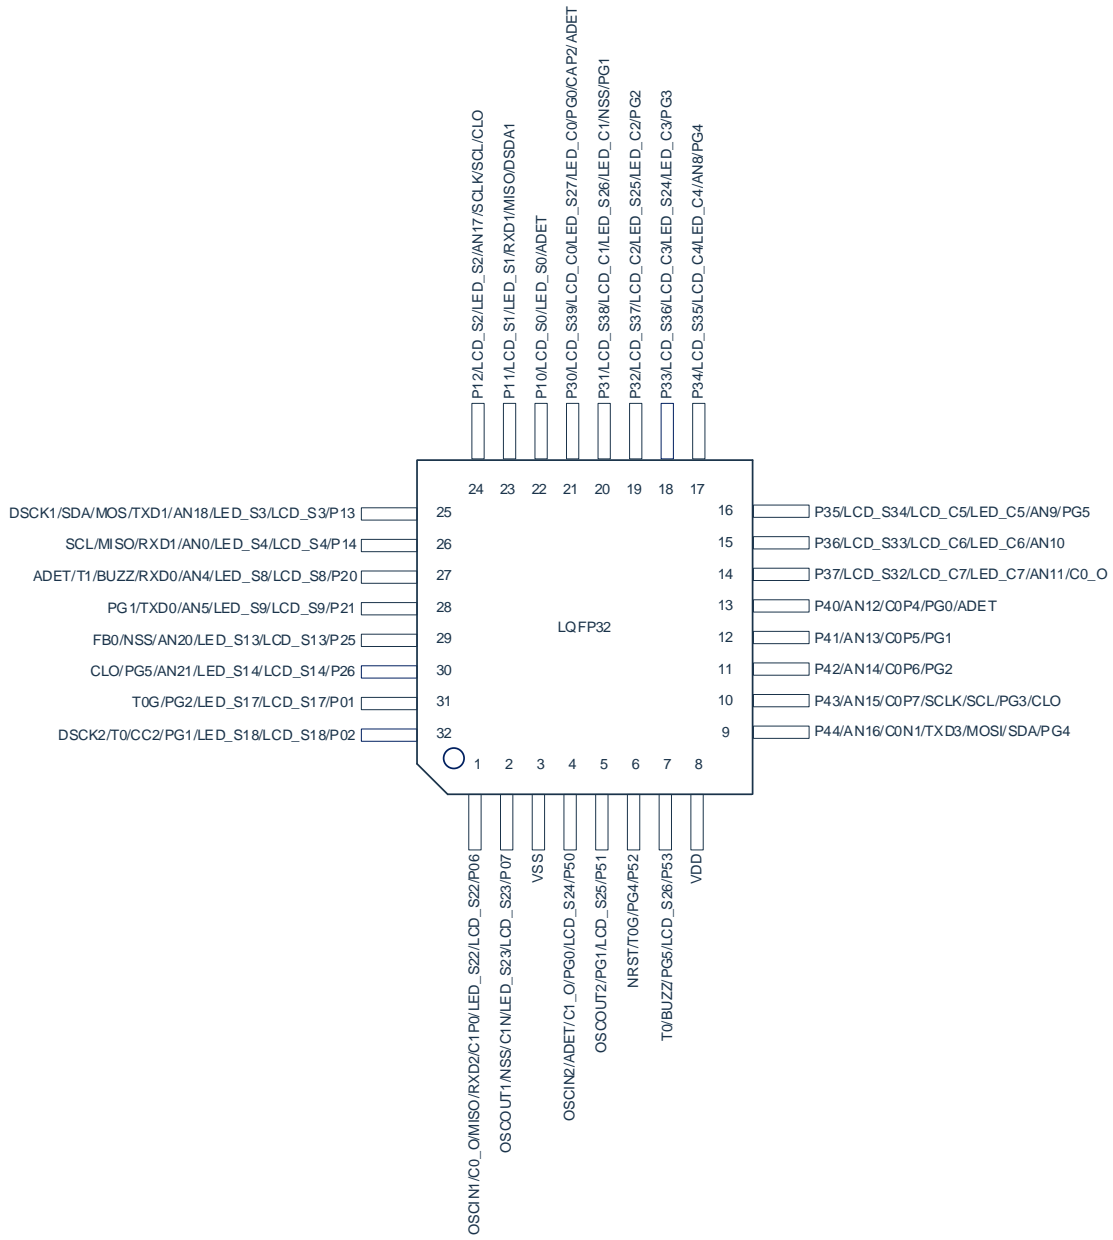 P12/LCD_S2/LED_S2/AN17/SCLK/SCL/CLO
P11/LCD_S1/LED_S1/RXD1/MISO/DSDA1
P10/LCD_S0/LED_S0/ADET
P30/LCD_S39/LCD_C0/LED_S27/LED_C0/PG0/CAP2/ADET
P31/LCD_S38/LCD_C1/LED_S26/LED_C1/NSS/PG1
P32/LCD_S37/LCD_C2/LED_S25/LED_C2/PG2
P33/LCD_S36/LCD_C3/LED_S24/LED_C3/PG3
P34/LCD_S35/LCD_C4/LED_C4/AN8/PG4
24 23 22 21 20 19 18 17
DSCK1/SDA/MOS/TXD1/AN18/LED_S3/LCD_S3/P13 25
SCL/MISO/RXD1/AN0/LED_S4/LCD_S4/P14 26
ADET/T1/BUZZ/RXD0/AN4/LED_S8/LCD_S8/P20 27
PG1/TXD0/AN5/LED_S9/LCD_S9/P21 28
FB0/NSS/AN20/LED_S13/LCD_S13/P25 29
CLO/PG5/AN21/LED_S14/LCD_S14/P26 30
T0G/PG2/LED_S17/LCD_S17/P01 31
DSCK2/T0/CC2/PG1/LED_S18/LCD_S18/P02 32
LQFP32
16 P35/LCD_S34/LCD_C5/LED_C5/AN9/PG5
15 P36/LCD_S33/LCD_C6/LED_C6/AN10
14 P37/LCD_S32/LCD_C7/LED_C7/AN11/C0_O
13 P40/AN12/C0P4/PG0/ADET
12 P41/AN13/C0P5/PG1
11 P42/AN14/C0P6/PG2
10 P43/AN15/C0P7/SCLK/SCL/PG3/CLO
9 P44/AN16/C0N1/TXD3/MOSI/SDA/PG4
1 2 3 4 5 6 7 8
OSCIN1/C0_O/MISO/RXD2/C1P0/LED_S22/LCD_S22/P06
OSCOUT1/NSS/C1N/LED_S23/LCD_S23/P07
VSS
OSCIN2/ADET/C1_O/PG0/LCD_S24/P50
OSCOUT2/PG1/LCD_S25/P51
NRST/T0G/PG4/P52
T0/BUZZ/PG5/LCD_S26/P53
VDD